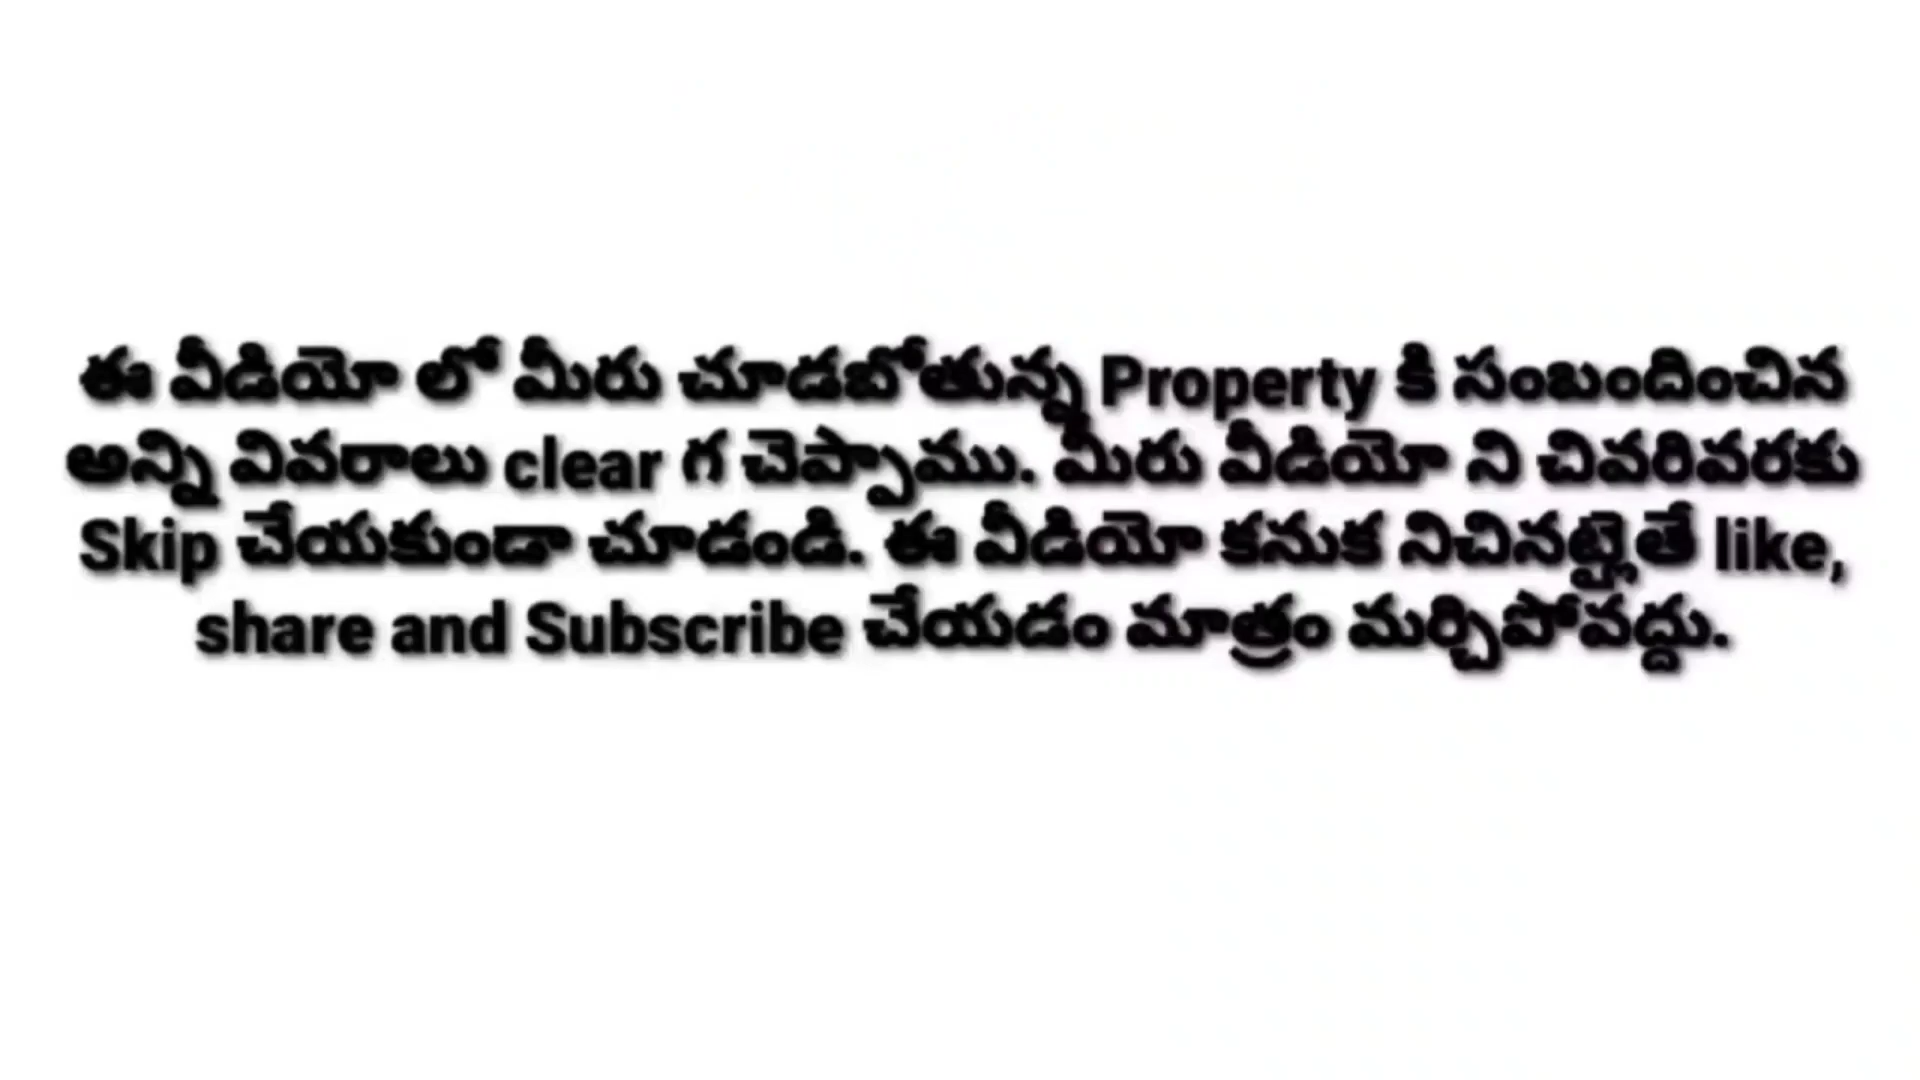 ఈ వీడియో లో మీరు చూడబోతున్న Property కి సంబందించిన
అన్ని వివరాలు clear గ చెప్పాము. మీరు వీడియో ని చివరివరకు
Skip చేయకుండా చూడండి. ఈ వీడియో కనుక నిచినట్లైతే like,
share and Subscribe చేయడం మాత్రం మర్చిపోవద్దు.